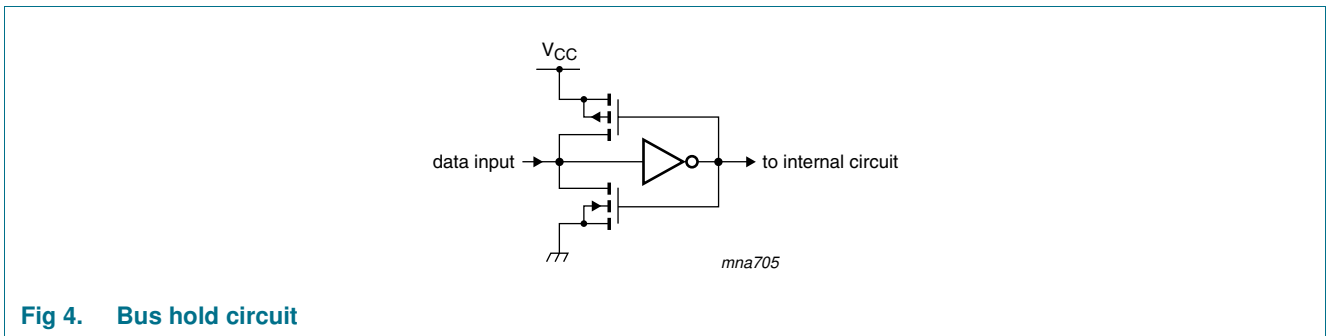 VCC
data input
to internal circuit
mna705
Fig 4. Bus hold circuit